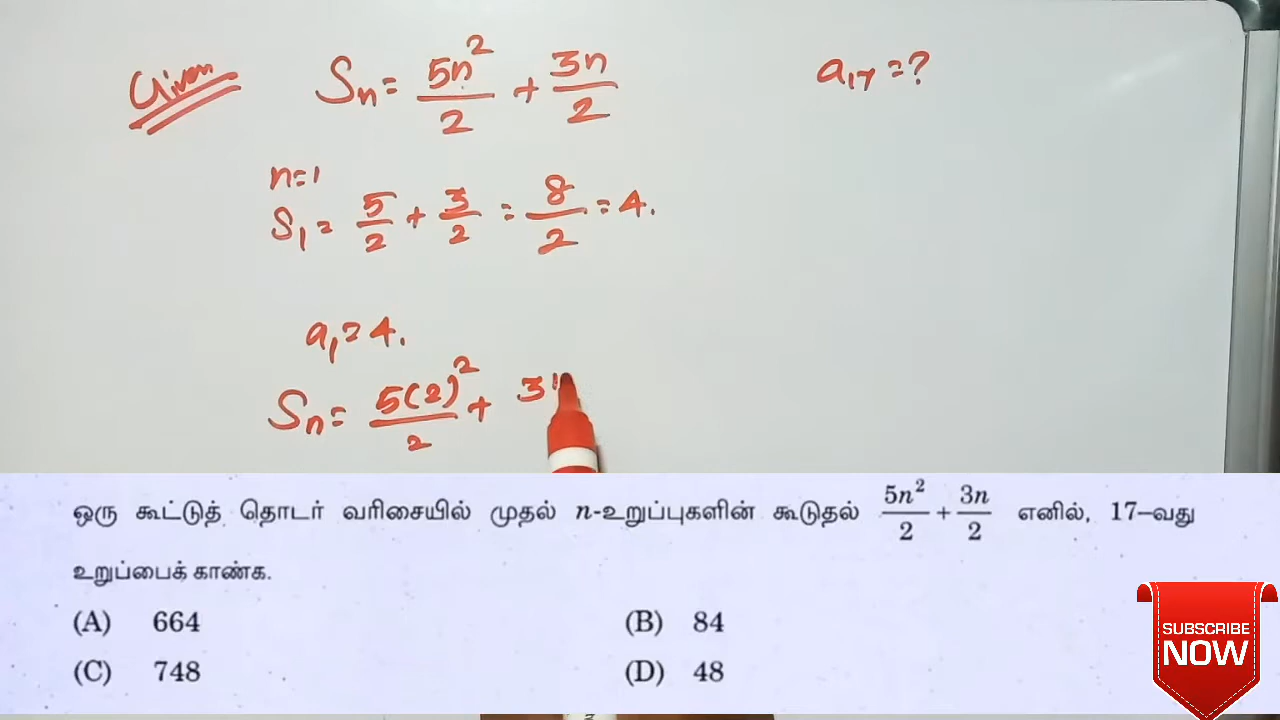 Given Sn = 5n²/2 + 3n/2 a17 = ?
n=1
S1 = 5/2 + 3/2 = 8/2 = 4.
a1 = 4.
Sn = 5(2)²/2 + 3
ஒரு கூட்டுத் தொடர் வரிசையில் முதல் n-உறுப்புகளின் கூடுதல் 5n²/2 + 3n/2 எனில், 17–வது
உறுப்பைக் காண்க.
(A) 664 (B) 84
(C) 748 (D) 48
SUBSCRIBE
NOW